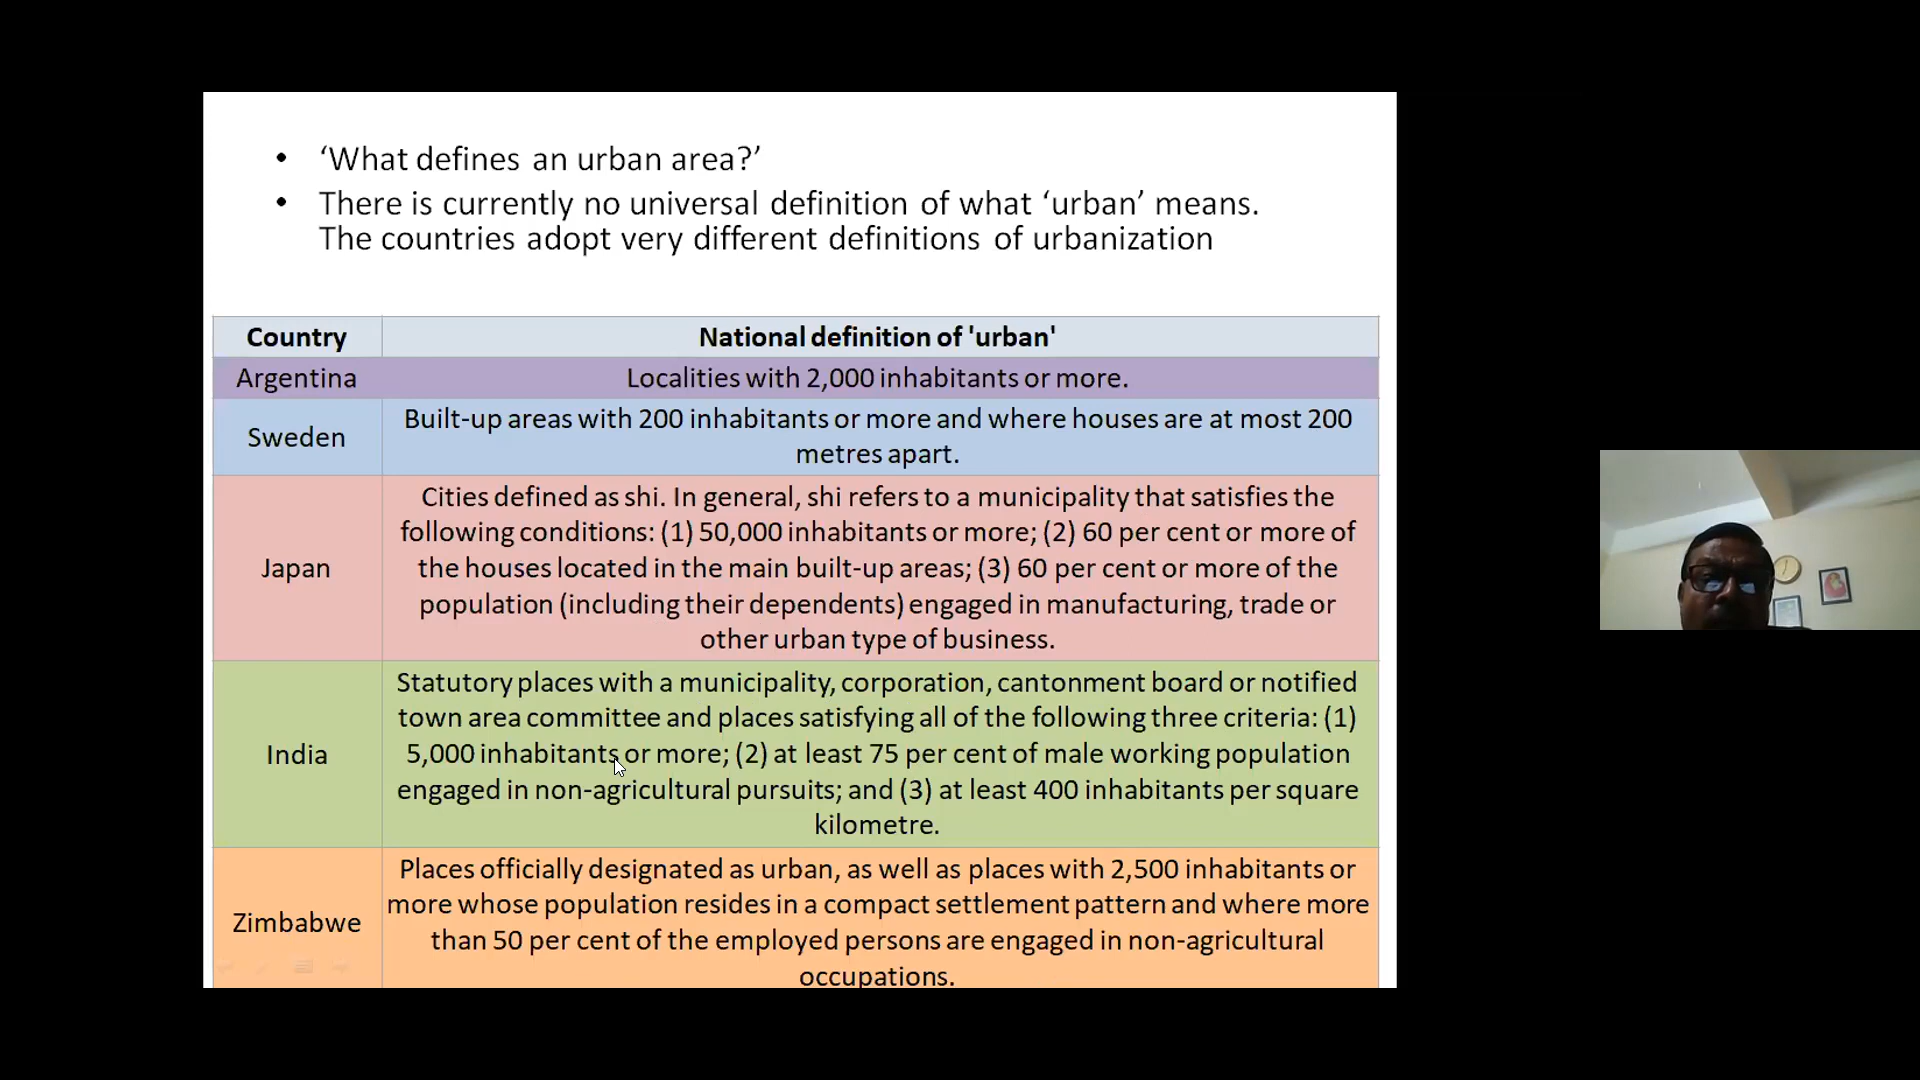 • ‘What defines an urban area?’
• There is currently no universal definition of what ‘urban’ means.
The countries adopt very different definitions of urbanization
Country National definition of 'urban'
Argentina Localities with 2,000 inhabitants or more.
Sweden Built-up areas with 200 inhabitants or more and where houses are at most 200
metres apart.
Japan Cities defined as shi. In general, shi refers to a municipality that satisfies the
following conditions: (1) 50,000 inhabitants or more; (2) 60 per cent or more of
the houses located in the main built-up areas; (3) 60 per cent or more of the
population (including their dependents) engaged in manufacturing, trade or
other urban type of business.
India Statutory places with a municipality, corporation, cantonment board or notified
town area committee and places satisfying all of the following three criteria: (1)
5,000 inhabitants or more; (2) at least 75 per cent of male working population
engaged in non-agricultural pursuits; and (3) at least 400 inhabitants per square
kilometre.
Zimbabwe Places officially designated as urban, as well as places with 2,500 inhabitants or
more whose population resides in a compact settlement pattern and where more
than 50 per cent of the employed persons are engaged in non-agricultural
occupations.